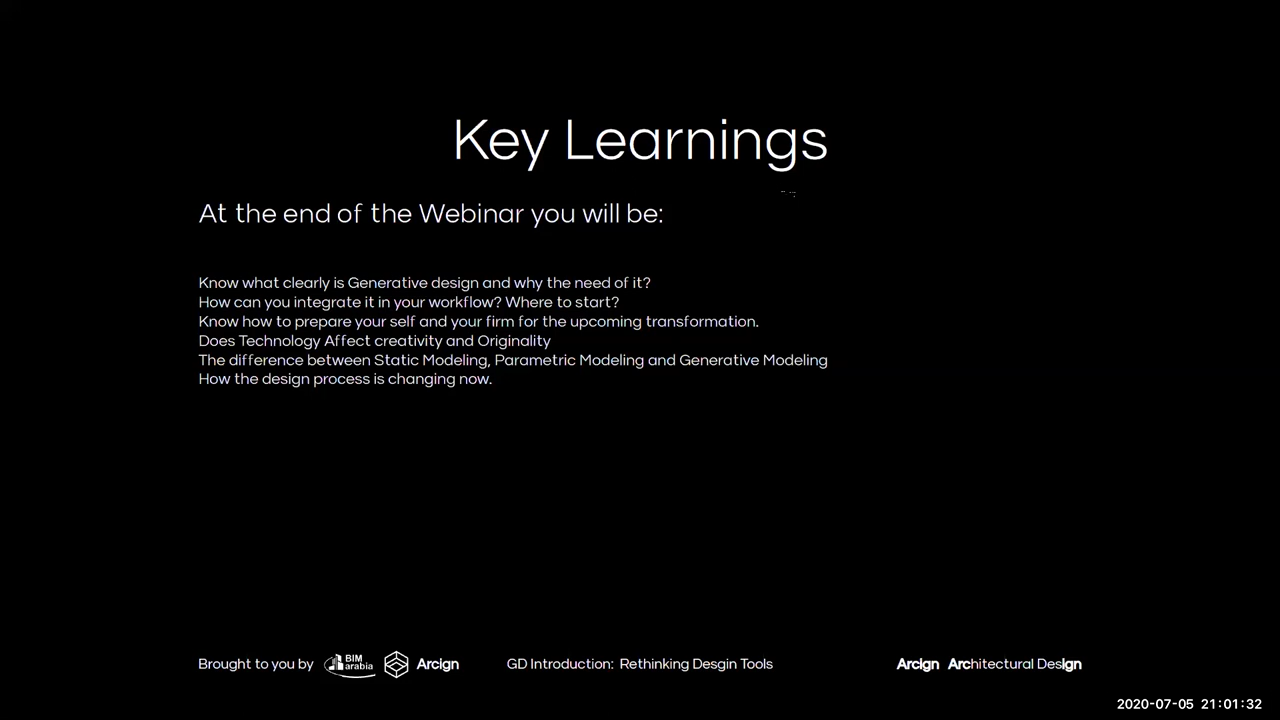 Key Learnings
At the end of the Webinar you will be:
Know what clearly is Generative design and why the need of it?
How can you integrate it in your workflow? Where to start?
Know how to prepare your self and your firm for the upcoming transformation.
Does Technology Affect creativity and Originality
The difference between Static Modeling, Parametric Modeling and Generative Modeling
How the design process is changing now.
Brought to you by BIM arabia Arcign GD Introduction: Rethinking Desgin Tools Arcign Architectural Design
2020-07-05 21:01:32